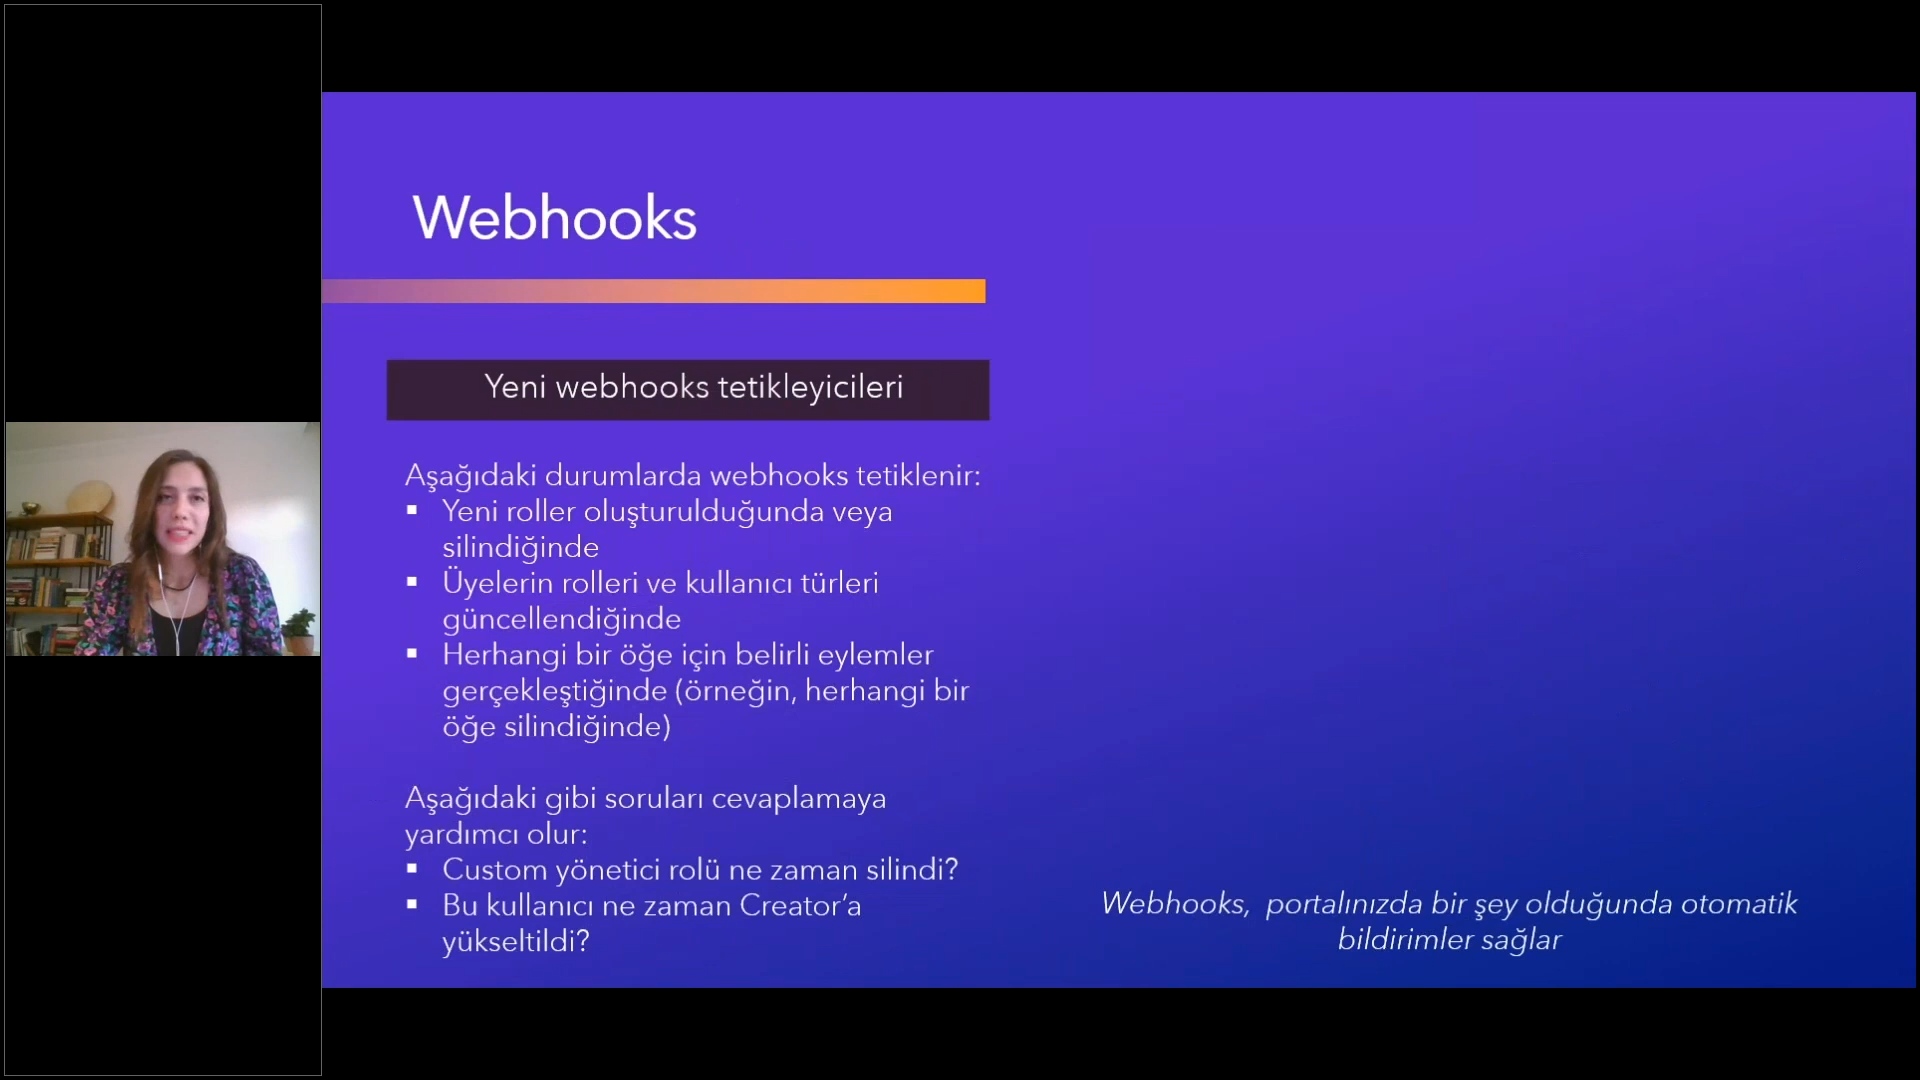 Webhooks
Yeni webhooks tetikleyicileri
Aşağıdaki durumlarda webhooks tetiklenir:
▪ Yeni roller oluşturulduğunda veya
silindiğinde
▪ Üyelerin rolleri ve kullanıcı türleri
güncellendiğinde
▪ Herhangi bir öğe için belirli eylemler
gerçekleştiğinde (örneğin, herhangi bir
öğe silindiğinde)
Aşağıdaki gibi soruları cevaplamaya
yardımcı olur:
▪ Custom yönetici rolü ne zaman silindi?
▪ Bu kullanıcı ne zaman Creator’a
yükseltildi?
Webhooks, portalınızda bir şey olduğunda otomatik
bildirimler sağlar